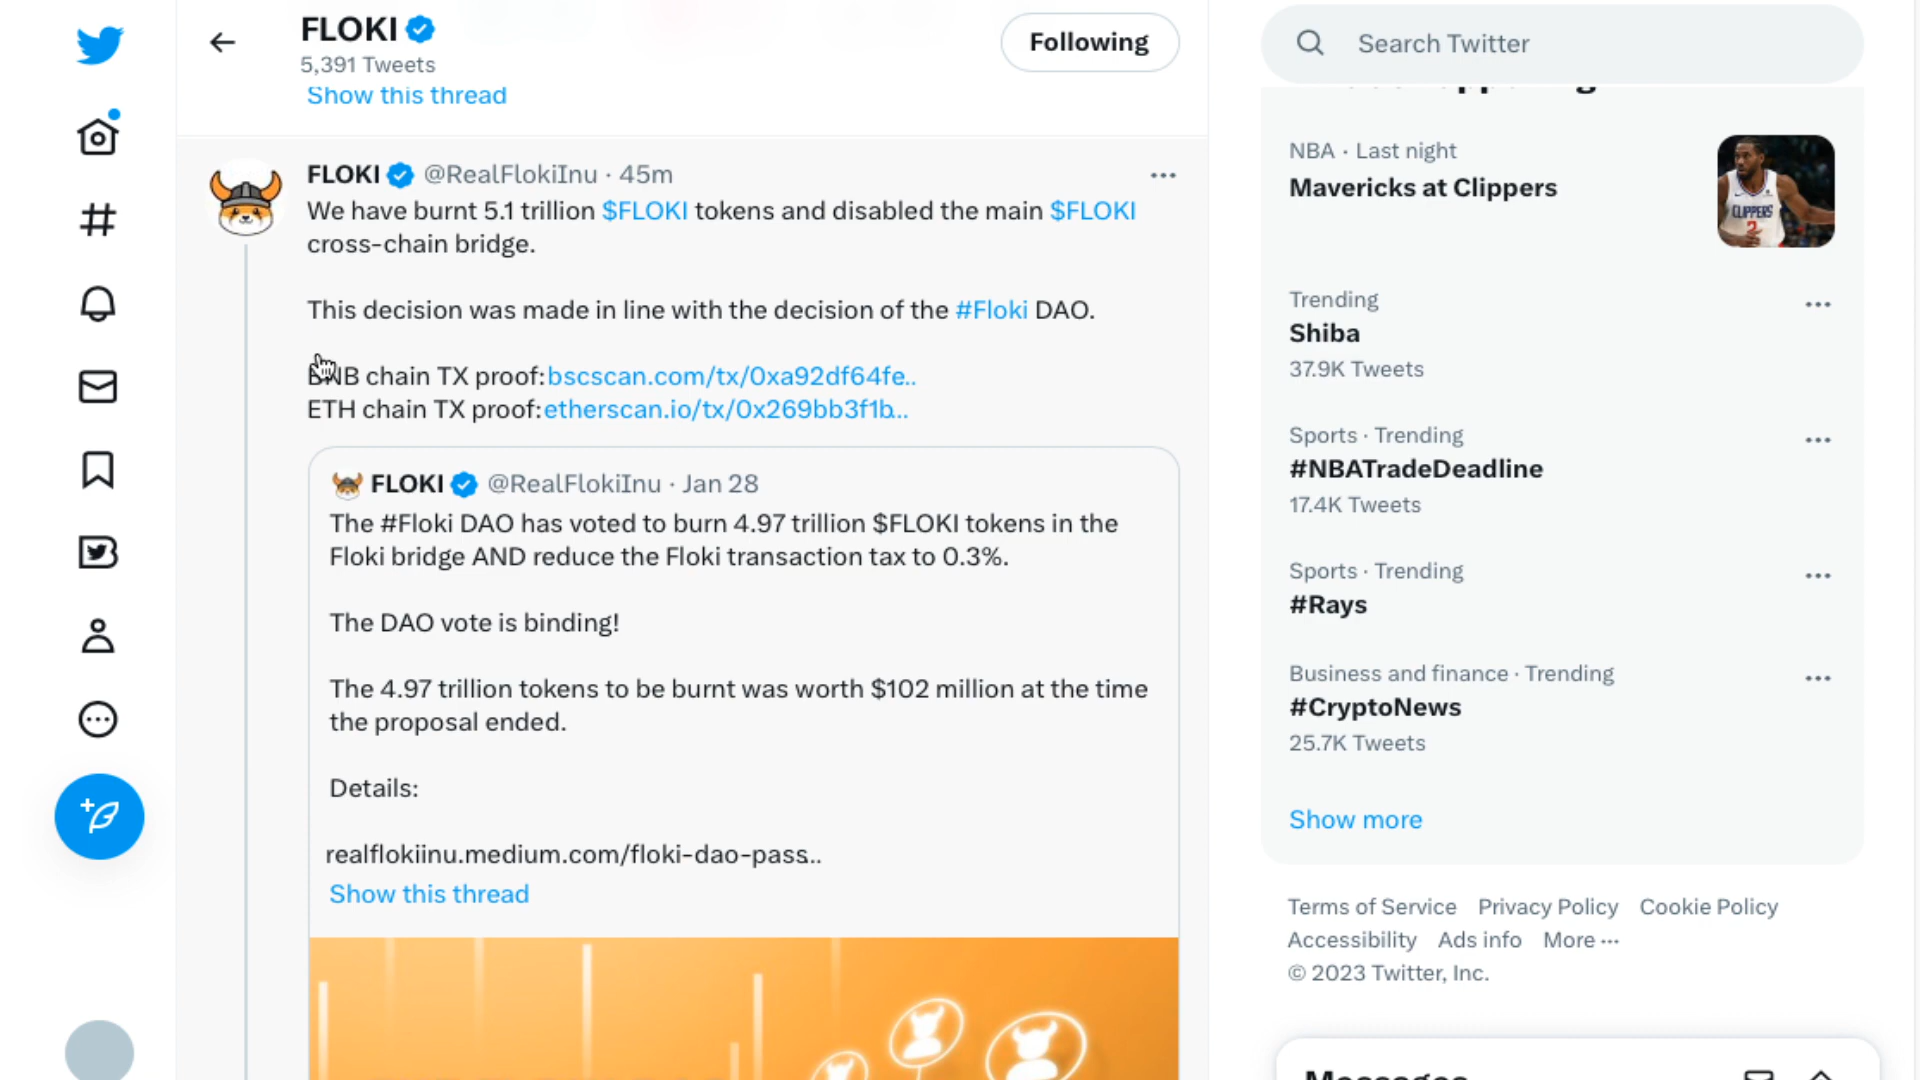 FLOKI
5,391 Tweets
Following
Show this thread
FLOKI @RealFlokiInu · 45m
We have burnt 5.1 trillion $FLOKI tokens and disabled the main $FLOKI
cross-chain bridge.
This decision was made in line with the decision of the #Floki DAO.
BNB chain TX proof:bscscan.com/tx/0xa92df64fe..
ETH chain TX proof:etherscan.io/tx/0x269bb3f1b...
FLOKI @RealFlokiInu · Jan 28
The #Floki DAO has voted to burn 4.97 trillion $FLOKI tokens in the
Floki bridge AND reduce the Floki transaction tax to 0.3%.
The DAO vote is binding!
The 4.97 trillion tokens to be burnt was worth $102 million at the time
the proposal ended.
Details:
realflokiinu.medium.com/floki-dao-pass..
Show this thread
Search Twitter
NBA · Last night
Mavericks at Clippers
CLIPPERS
2
Trending
Shiba
37.9K Tweets
Sports · Trending
#NBATradeDeadline
17.4K Tweets
Sports · Trending
#Rays
Business and finance · Trending
#CryptoNews
25.7K Tweets
Show more
Terms of Service Privacy Policy Cookie Policy
Accessibility Ads info More ···
© 2023 Twitter, Inc.
Messages